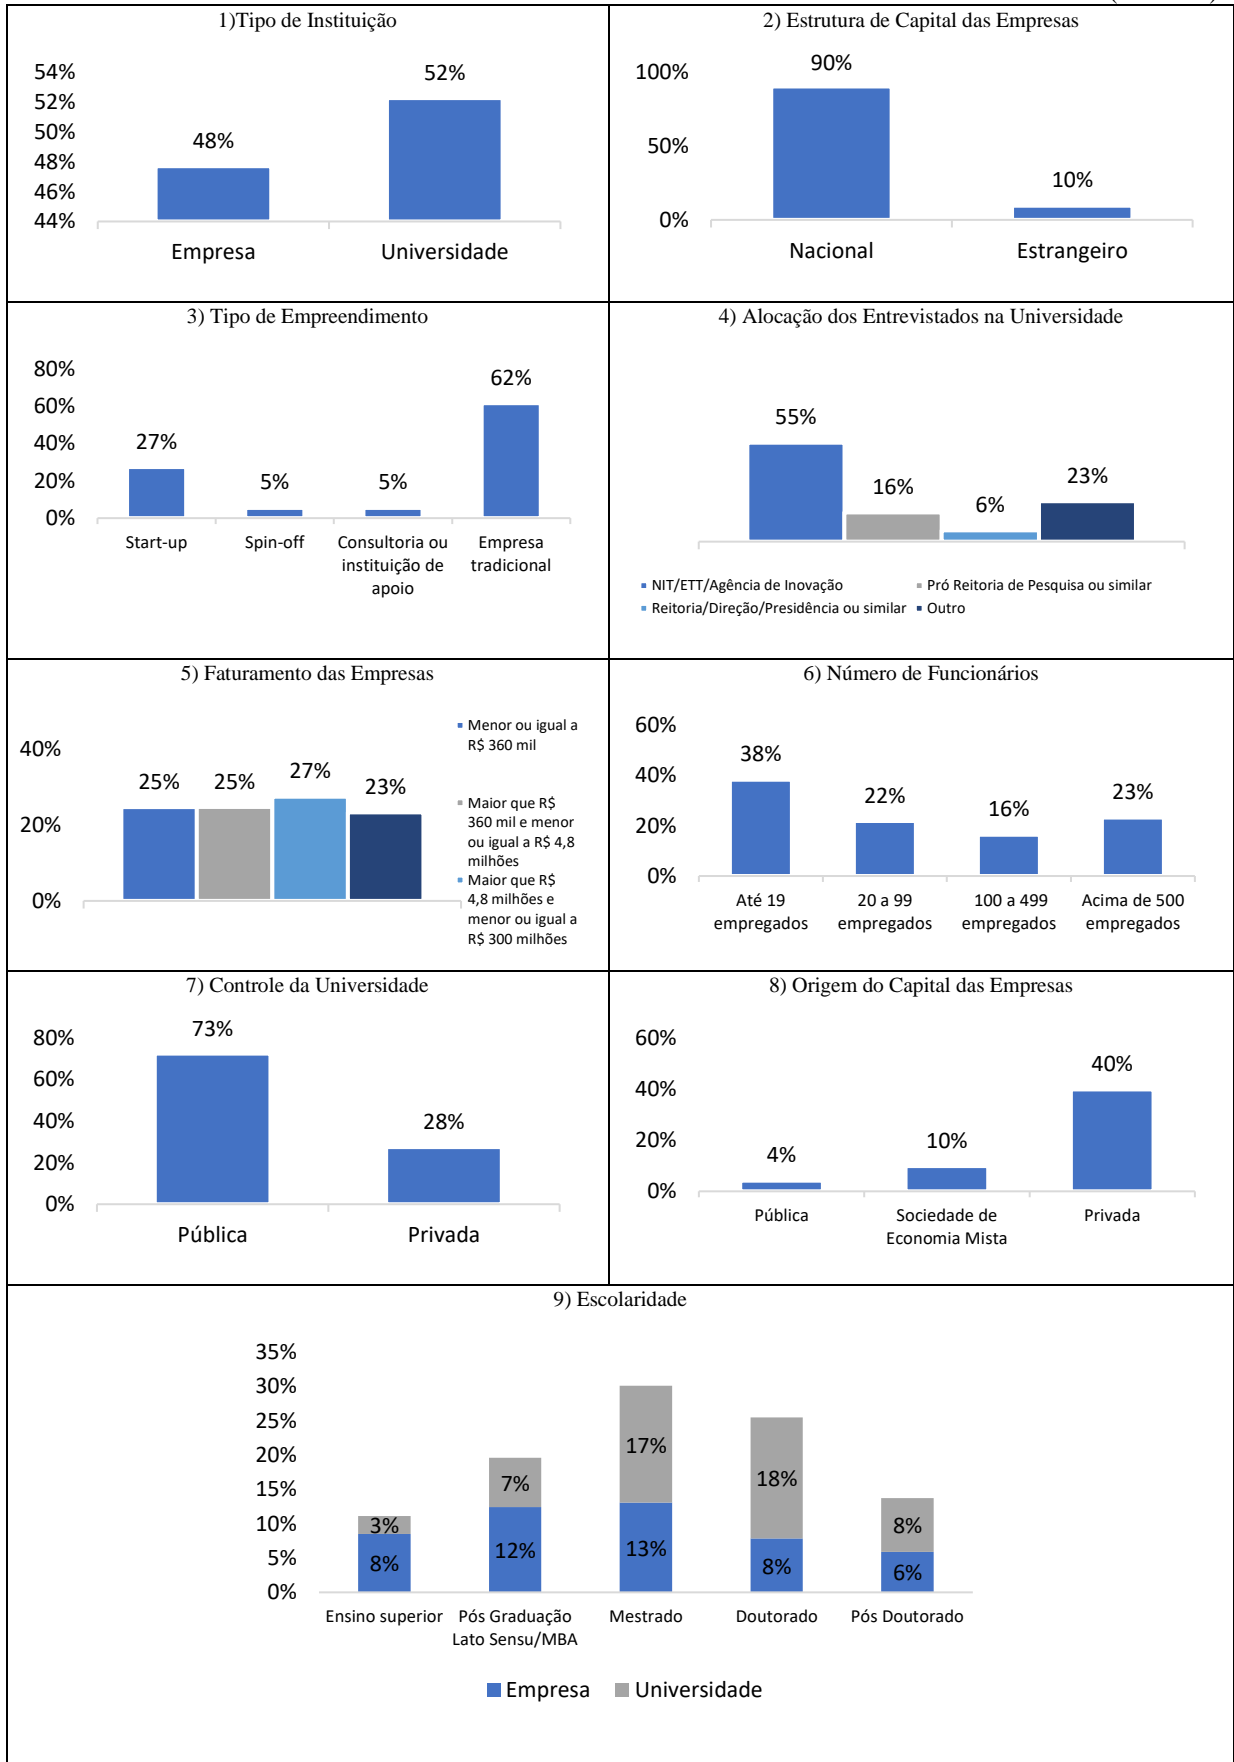 1)Tipo de Instituição
54%
52%
50%
48%
46%
44%
48%
52%
Empresa
Universidade
2) Estrutura de Capital das Empresas
100%
50%
0%
90%
10%
Nacional
Estrangeiro
3) Tipo de Empreendimento
80%
60%
40%
20%
0%
27%
5%
5%
62%
Start-up
Spin-off
Consultoria ou
instituição de
apoio
Empresa
tradicional
4) Alocação dos Entrevistados na Universidade
55%
16%
6%
23%
NIT/ETT/Agência de Inovação
Pró Reitoria de Pesquisa ou similar
Reitoria/Direção/Presidência ou similar
Outro
5) Faturamento das Empresas
40%
20%
0%
25%
25%
27%
23%
Menor ou igual a
R$ 360 mil
Maior que R$
360 mil e menor
ou igual a R$ 4,8
milhões
Maior que R$
4,8 milhões e
menor ou igual a
R$ 300 milhões
6) Número de Funcionários
60%
40%
20%
0%
38%
22%
16%
23%
Até 19
empregados
20 a 99
empregados
100 a 499
empregados
Acima de 500
empregados
7) Controle da Universidade
80%
60%
40%
20%
0%
73%
28%
Pública
Privada
8) Origem do Capital das Empresas
60%
40%
20%
0%
4%
10%
40%
Pública
Sociedade de
Economia Mista
Privada
9) Escolaridade
35%
30%
25%
20%
15%
10%
5%
0%
3%
8%
7%
12%
17%
13%
18%
8%
8%
6%
Ensino superior
Pós Graduação
Lato Sensu/MBA
Mestrado
Doutorado
Pós Doutorado
Empresa
Universidade